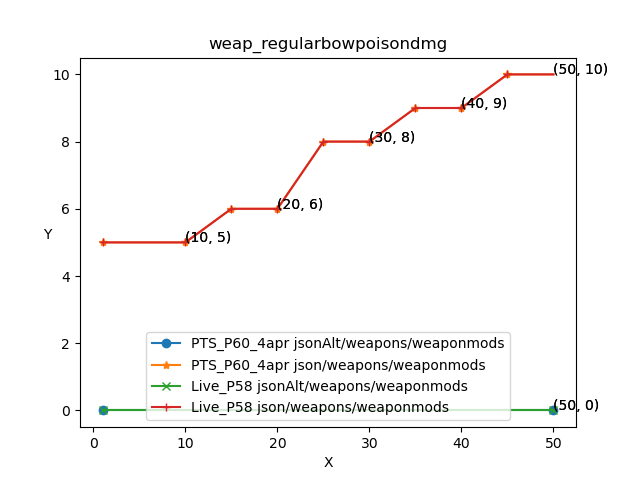 weap_regularbowpoisondmg
10
8
6
4
2
0
Y
(50, 10)
(40, 9)
(30, 8)
(20, 6)
(10, 5)
(50, 0)
PTS_P60_4apr jsonAlt/weapons/weaponmods
PTS_P60_4apr json/weapons/weaponmods
Live_P58 jsonAlt/weapons/weaponmods
Live_P58 json/weapons/weaponmods
0 10 20 30 40 50
X